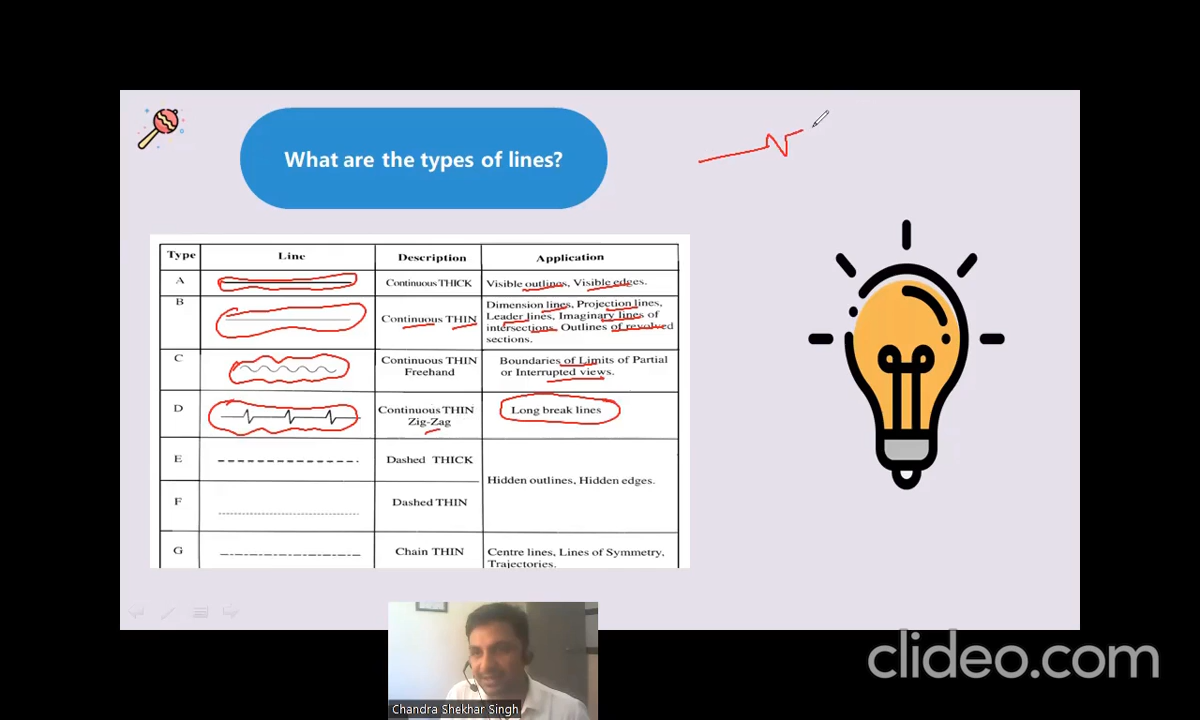 What are the types of lines?
Type Line Description Application
A Continuous THICK Visible outlines, Visible edges.
B Continuous THIN Dimension lines, Projection lines,
Leader lines, Imaginary lines of
intersections, Outlines of revolved
sections.
C Continuous THIN
Freehand
Boundaries of Limits of Partial
or Interrupted views.
D Continuous THIN
Zig-Zag
Long break lines
E Dashed THICK
Hidden outlines, Hidden edges.
F Dashed THIN
G Chain THIN Centre lines, Lines of Symmetry,
Trajectories.
Chandra Shekhar Singh
clideo.com